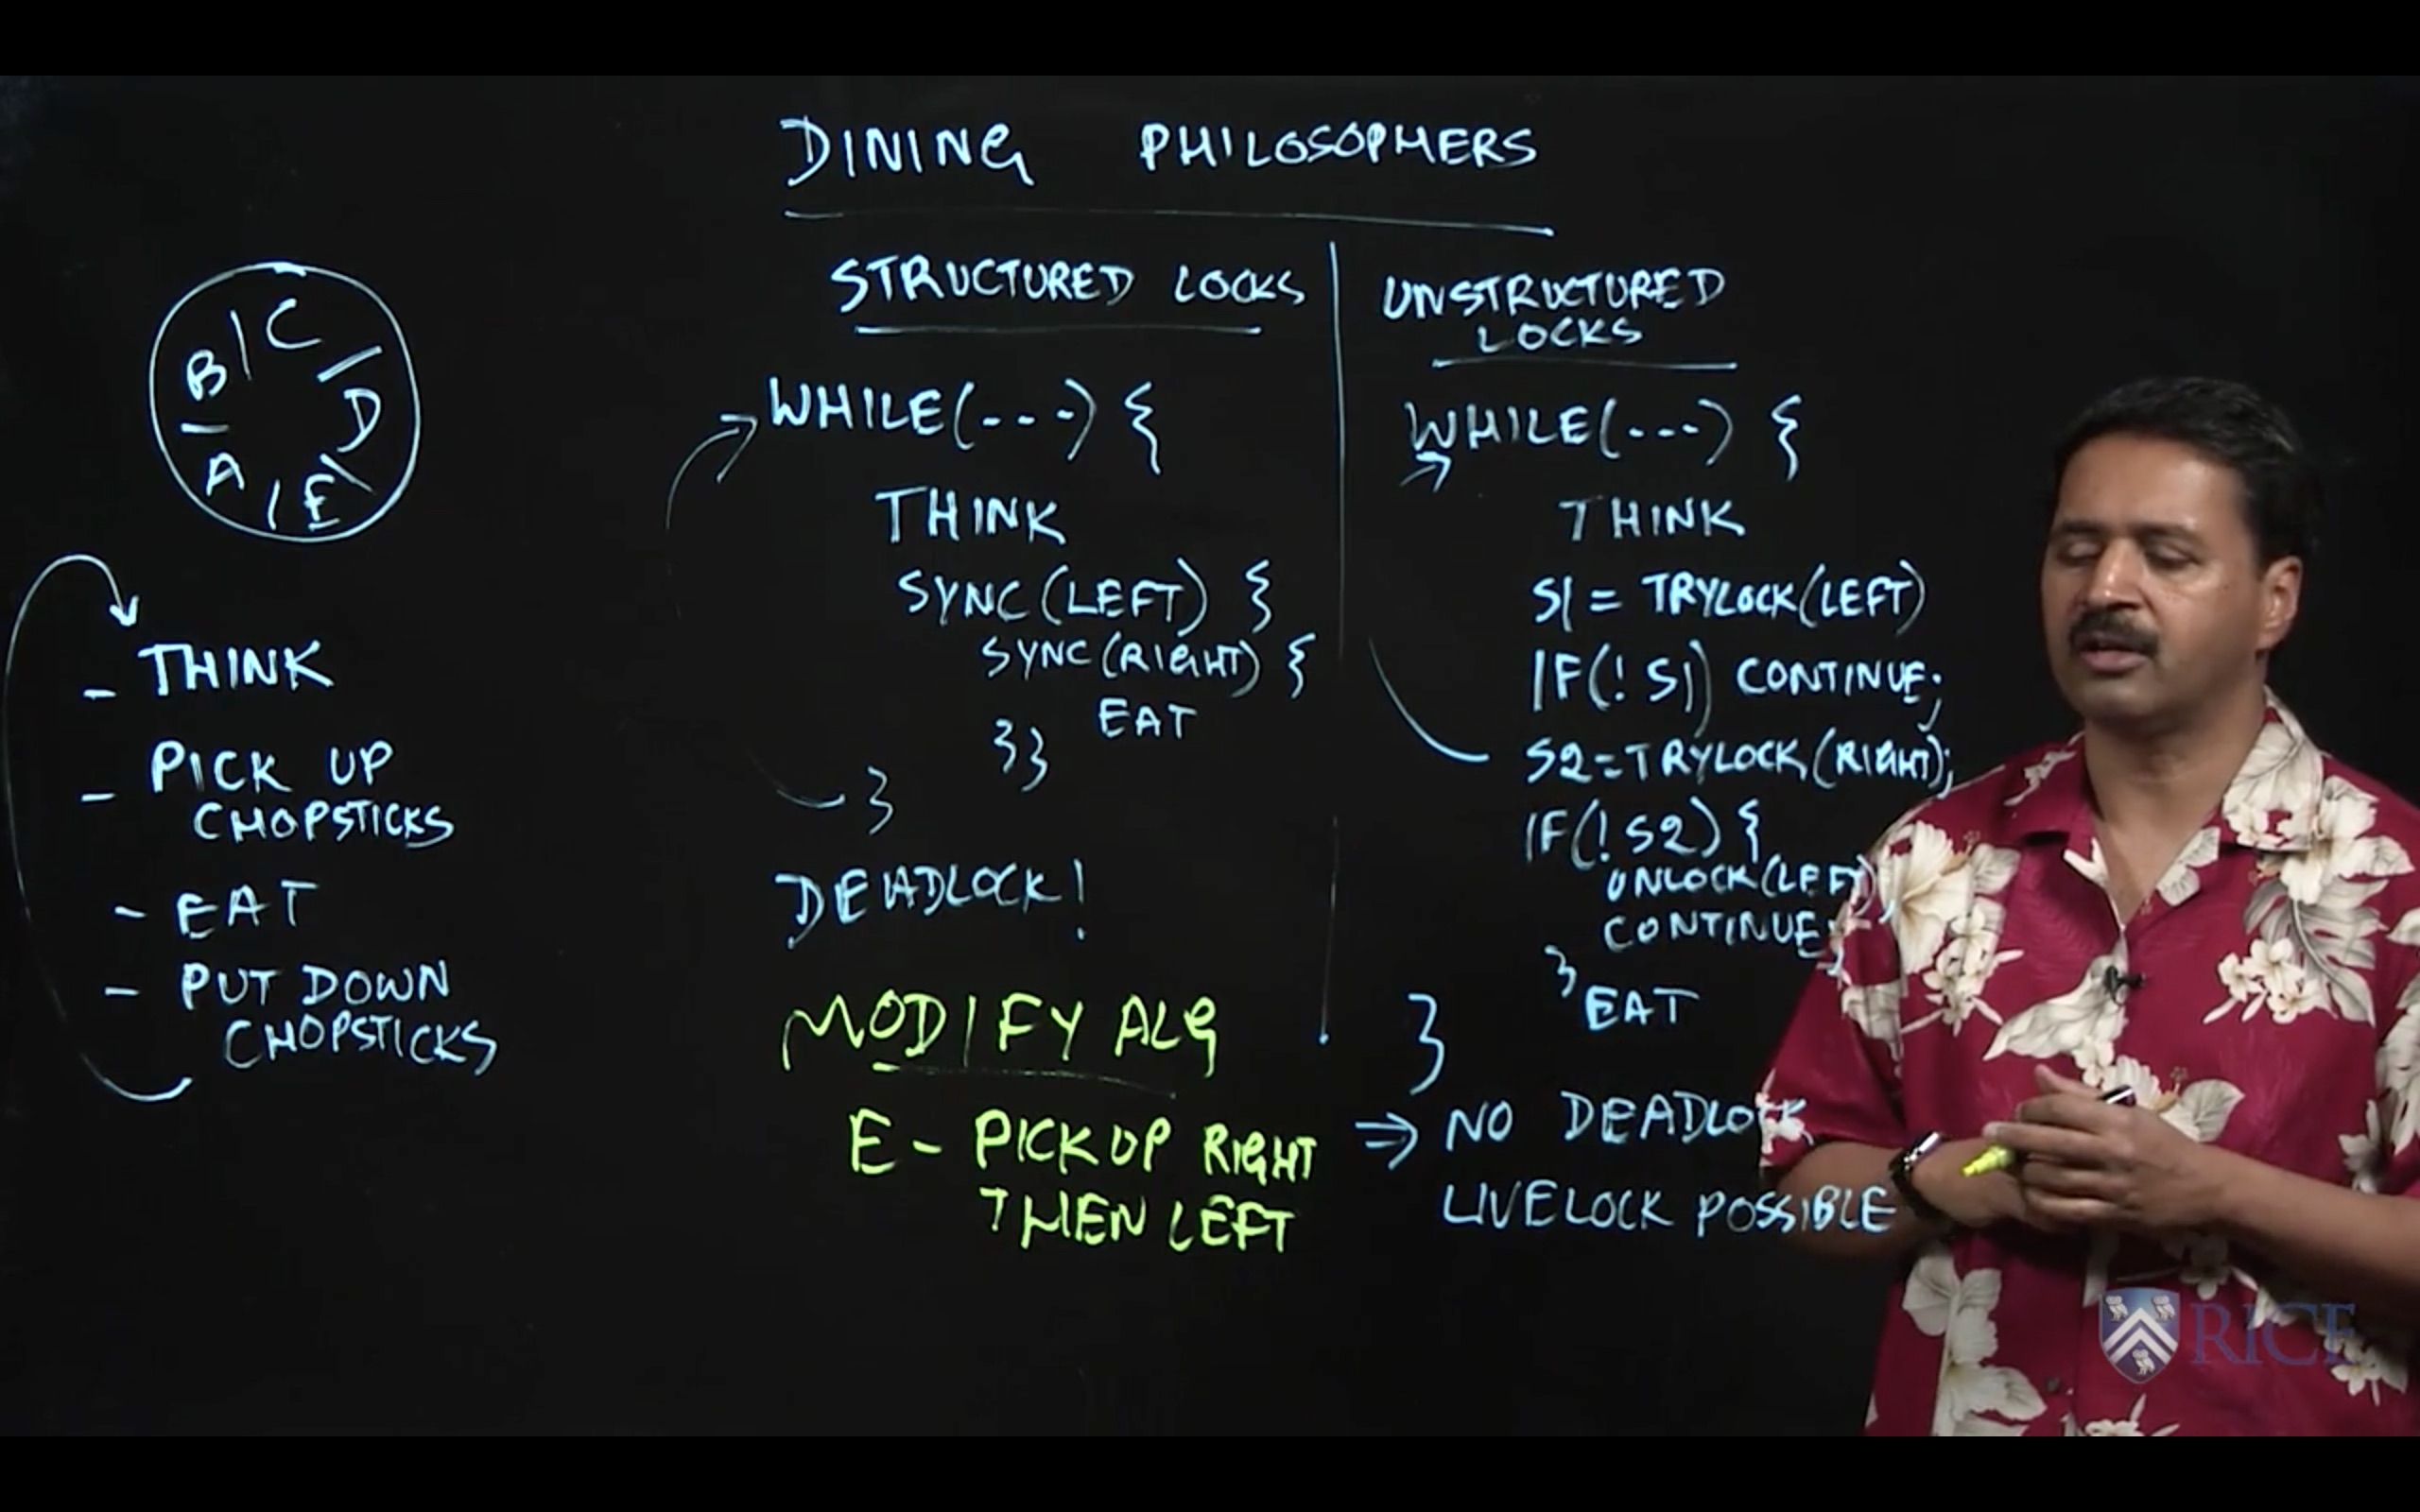 DINING PHILOSOPHERS
B | C
A
D
E
- THINK
- PICK UP
CHOPSTICKS
- EAT
- PUT DOWN
CHOPSTICKS
STRUCTURED LOCKS
WHILE(---) {
THINK
SYNC(LEFT) {
SYNC(RIGHT) {
EAT
}}
}
DEADLOCK!
MODIFY ALG
E - PICK UP RIGHT
THEN LEFT
UNSTRUCTURED
LOCKS
WHILE(---) {
THINK
S1 = TRYLOCK(LEFT)
IF(! S1) CONTINUE;
S2=TRYLOCK(RIGHT);
IF(! S2) {
UNLOCK(LEFT)
CONTINUE;
}
EAT
}
⇒ NO DEADLOCK
LIVELOCK POSSIBLE
RICE